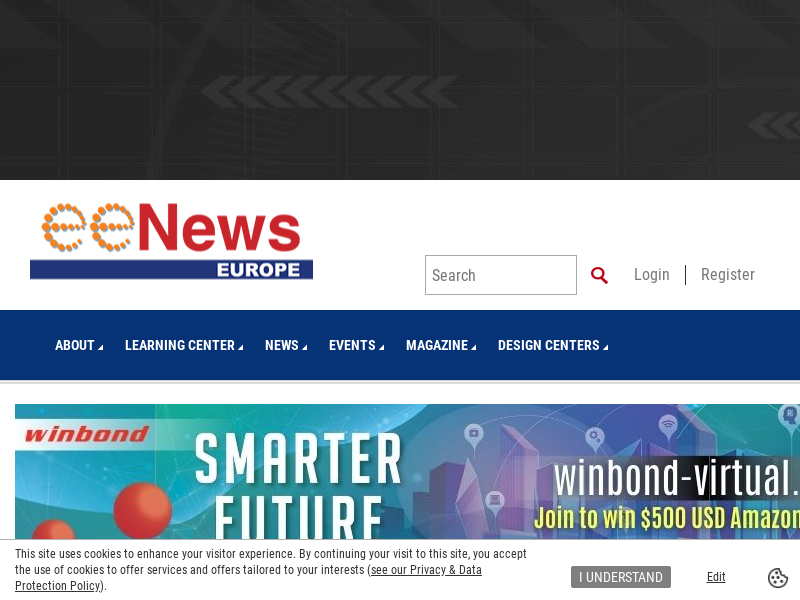 eeNews
EUROPE
Search
Login
Register
ABOUT
LEARNING CENTER
NEWS
EVENTS
MAGAZINE
DESIGN CENTERS
winbond
SMARTER
FUTURE
winbond-virtual.
Join to win $500 USD Amazon
This site uses cookies to enhance your visitor experience. By continuing your visit to this site, you accept
the use of cookies to offer services and offers tailored to your interests (see our Privacy & Data
Protection Policy).
I UNDERSTAND
Edit